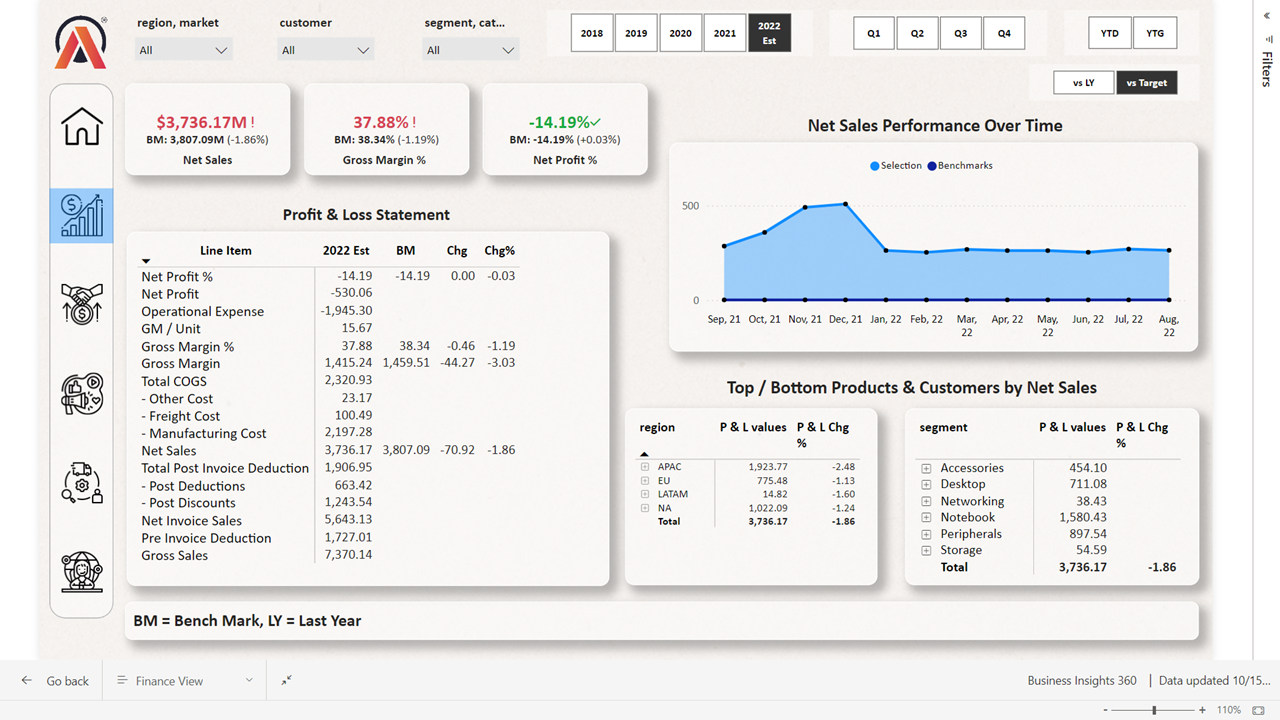 region, market
customer
segment, cat...
All
All
All
2018
2019
2020
2021
2022
Est
Q1
Q2
Q3
Q4
YTD
YTG
vs LY
vs Target
Filters
$3,736.17M !
BM: 3,807.09M (-1.86%)
Net Sales
37.88% !
BM: 38.34% (-1.19%)
Gross Margin %
-14.19%✓
BM: -14.19% (+0.03%)
Net Profit %
Net Sales Performance Over Time
Selection
Benchmarks
500
0
Sep, 21
Oct, 21
Nov, 21
Dec, 21
Jan, 22
Feb, 22
Mar,
22
Apr, 22
May,
22
Jun, 22
Jul, 22
Aug,
22
Profit & Loss Statement
Line Item 2022 Est BM Chg Chg%
Net Profit % -14.19 -14.19 0.00 -0.03
Net Profit -530.06
Operational Expense -1,945.30
GM / Unit 15.67
Gross Margin % 37.88 38.34 -0.46 -1.19
Gross Margin 1,415.24 1,459.51 -44.27 -3.03
Total COGS 2,320.93
- Other Cost 23.17
- Freight Cost 100.49
- Manufacturing Cost 2,197.28
Net Sales 3,736.17 3,807.09 -70.92 -1.86
Total Post Invoice Deduction 1,906.95
- Post Deductions 663.42
- Post Discounts 1,243.54
Net Invoice Sales 5,643.13
Pre Invoice Deduction 1,727.01
Gross Sales 7,370.14
Top / Bottom Products & Customers by Net Sales
region P & L values P & L Chg
%
APAC 1,923.77 -2.48
EU 775.48 -1.13
LATAM 14.82 -1.60
NA 1,022.09 -1.24
Total 3,736.17 -1.86
segment P & L values P & L Chg
%
Accessories 454.10
Desktop 711.08
Networking 38.43
Notebook 1,580.43
Peripherals 897.54
Storage 54.59
Total 3,736.17 -1.86
BM = Bench Mark, LY = Last Year
Go back
Finance View
Business Insights 360 | Data updated 10/15...
- + 110%